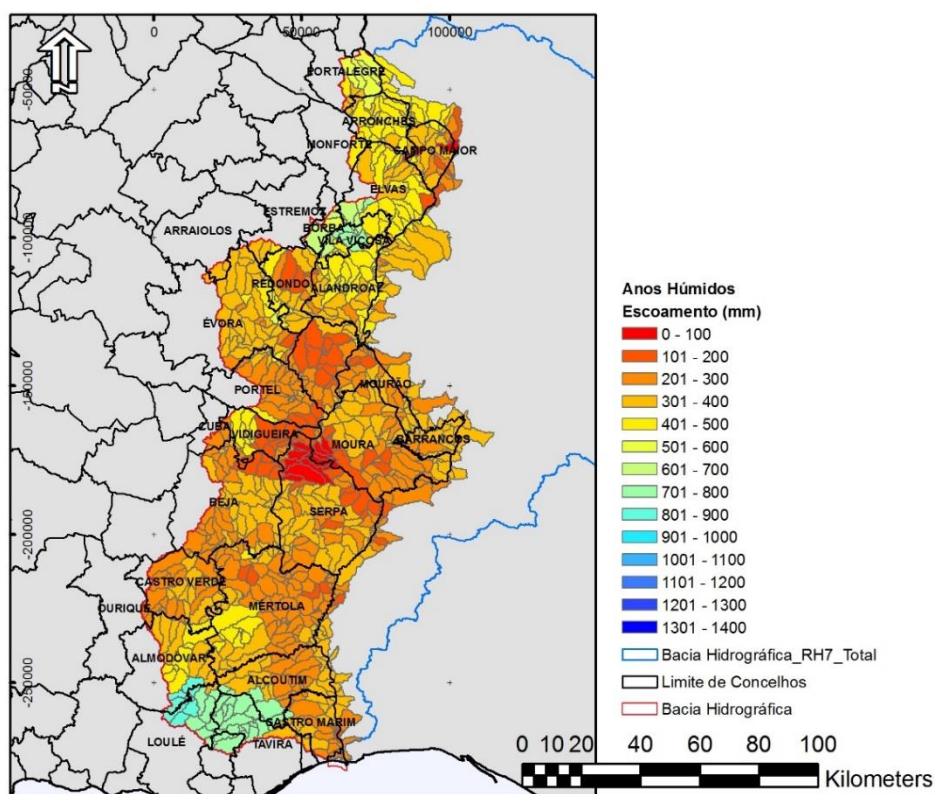 0 50000 100000
-50000
-100000
-150000
-200000
-250000
PORTALEGRE
ARRONCHES
MONFORTE
CAMPO MAIOR
ELVAS
ESTREMOZ
ARRAIOLOS
BORBA
VILA VIÇOSA
REDONDO
ALANDROAL
ÉVORA
PORTEL
MOURÃO
CUBA
VIDIGUEIRA
MOURA
BARRANCOS
BEJA
SERPA
CASTRO VERDE
OURIQUE
MÉRTOLA
ALMODÔVAR
ALCOUTIM
CASTRO MARIM
LOULÉ
TAVIRA
Anos Húmidos
Escoamento (mm)
0 - 100
101 - 200
201 - 300
301 - 400
401 - 500
501 - 600
601 - 700
701 - 800
801 - 900
901 - 1000
1001 - 1100
1101 - 1200
1201 - 1300
1301 - 1400
Bacia Hidrográfica_RH7_Total
Limite de Concelhos
Bacia Hidrográfica
0 10 20 40 60 80 100
Kilometers